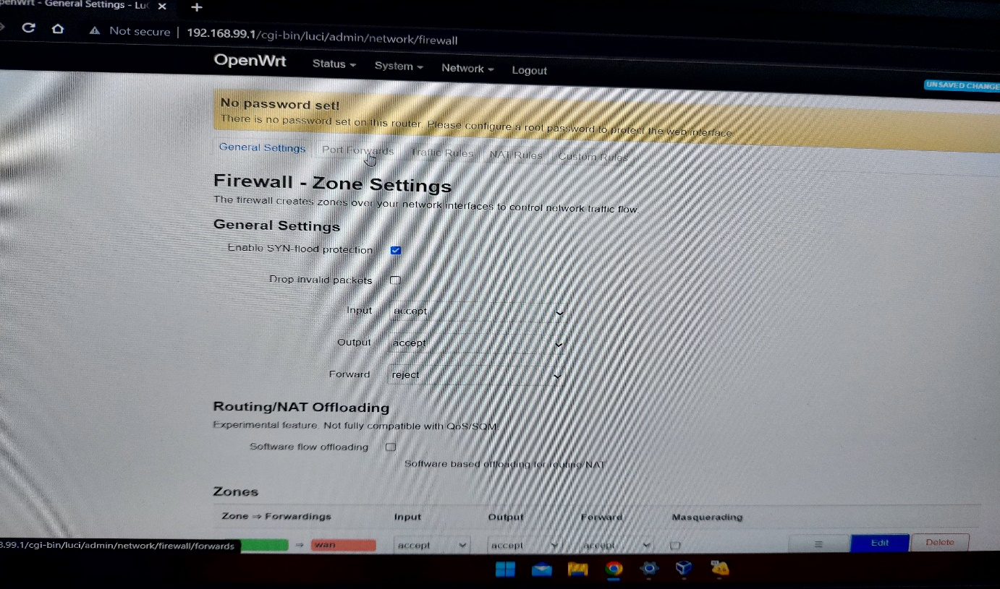 General Settings - Lu
Not secure | 192.168.99.1/cgi-bin/luci/admin/network/firewall
OpenWrt Status System Network Logout
UNSAVED CHANGE
No password set!
There is no password set on this router. Please configure a root password to protect the web interface.
General Settings Port Forwards Traffic Rules NAT Rules Custom Rules
Firewall - Zone Settings
The firewall creates zones over your network interfaces to control network traffic flow.
General Settings
Enable SYN-flood protection
Drop invalid packets
Input accept
Output accept
Forward reject
Routing/NAT Offloading
Experimental feature. Not fully compatible with QoS/SQM.
Software flow offloading
Software based offloading for routing/NAT
Zones
Zone ⇒ Forwardings Input Output Forward Masquerading
⇒ wan accept accept accept Edit Delete
.99.1/cgi-bin/luci/admin/network/firewall/forwards